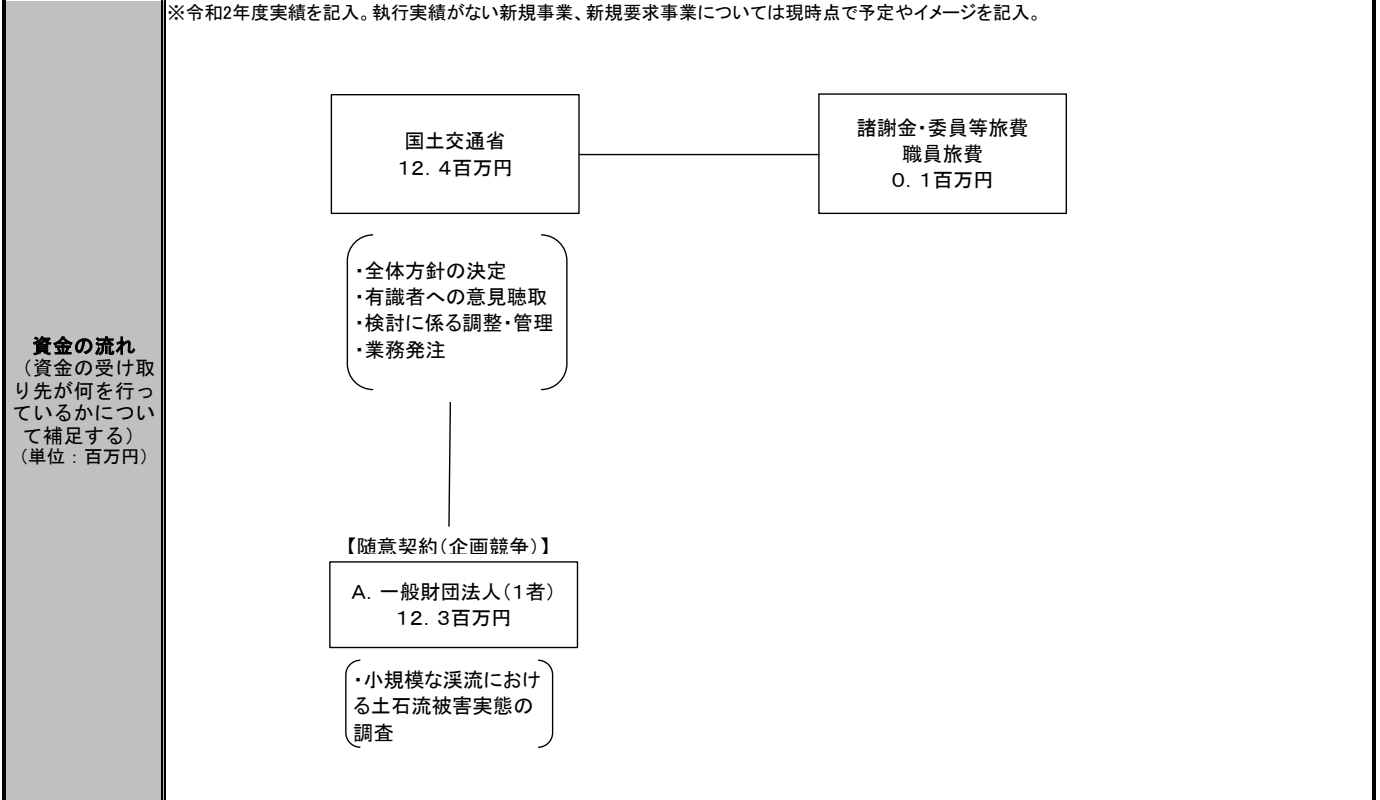 ※令和2年度実績を記入。執行実績がない新規事業、新規要求事業については現時点で予定やイメージを記入。
資金の流れ
（資金の受け取
り先が何を行っ
ているかについ
て補足する）
（単位：百万円）
国土交通省
１２．４百万円
諸謝金・委員等旅費
職員旅費
０．１百万円
・全体方針の決定
・有識者への意見聴取
・検討に係る調整・管理
・業務発注
【随意契約（企画競争）】
Ａ．一般財団法人（１者）
１２．３百万円
・小規模な渓流におけ
る土石流被害実態の
調査